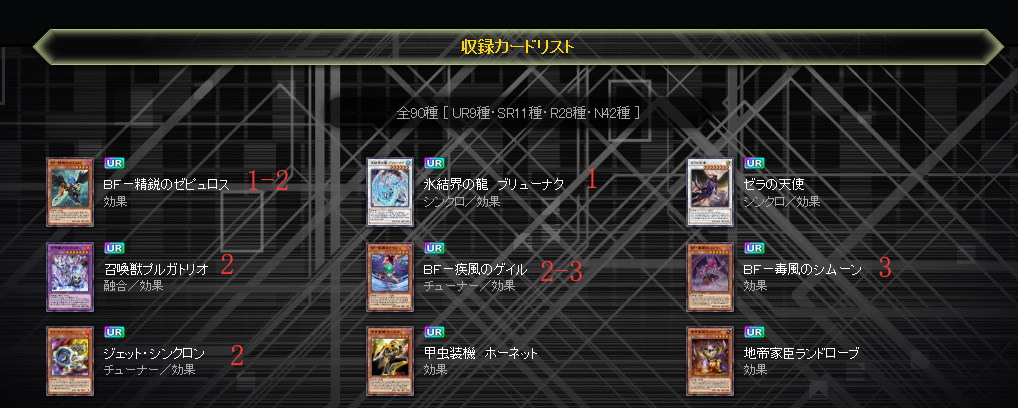 収録カードリスト
全90種 [ UR9種・SR11種・R28種・N42種 ]
UR
BF－精鋭のゼピュロス 1-2
効果
UR
氷結界の龍 ブリューナク 1
シンクロ／効果
UR
ゼラの天使
シンクロ／効果
UR
召喚獣プルガトリオ 2
融合／効果
UR
BF－疾風のゲイル 2-3
チューナー／効果
UR
BF－毒風のシムーン 3
効果
UR
ジェット・シンクロン 2
チューナー／効果
UR
甲虫装機 ホーネット
効果
UR
地帝家臣ランドローブ
効果